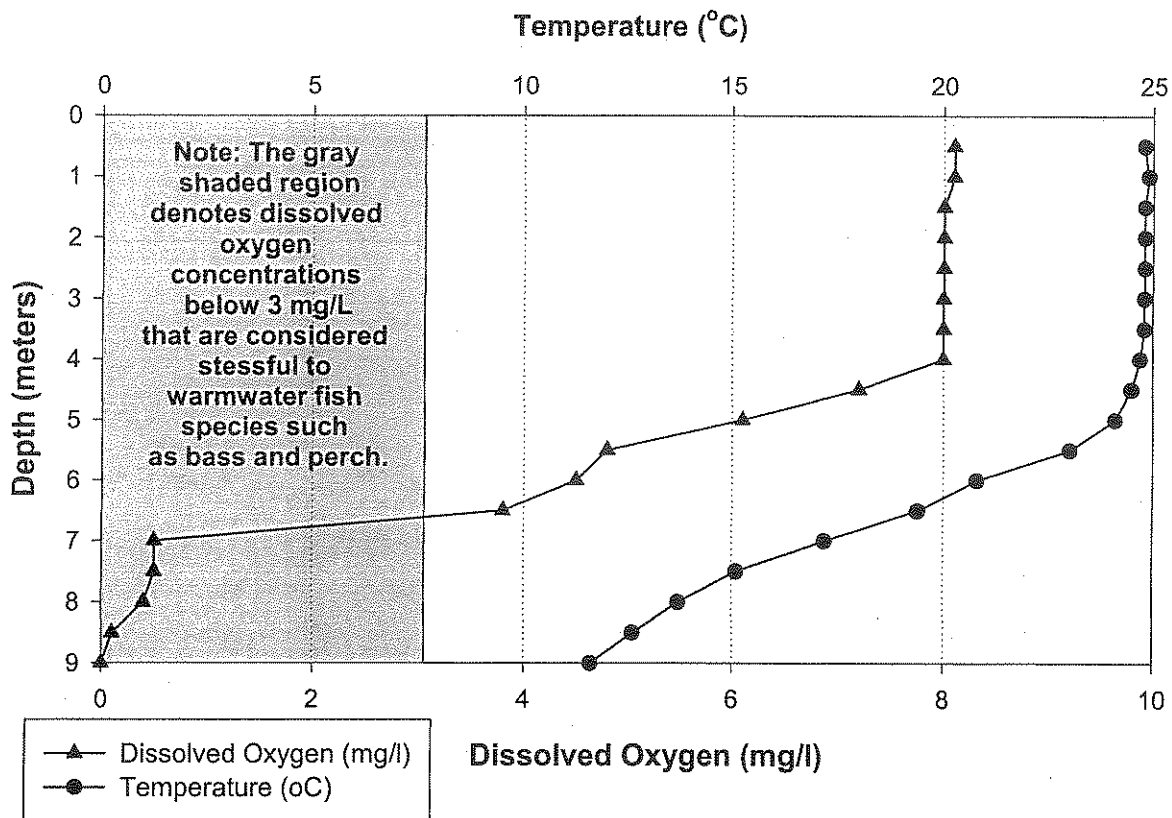 Temperature (°C)
0 5 10 15 20 25
0
1
2
3
4
5
6
7
8
9
Depth (meters)
Note: The gray
shaded region
denotes dissolved
oxygen
concentrations
below 3 mg/L
that are considered
stessful to
warmwater fish
species such
as bass and perch.
0 2 4 6 8 10
Dissolved Oxygen (mg/l)
Dissolved Oxygen (mg/l)
Temperature (oC)